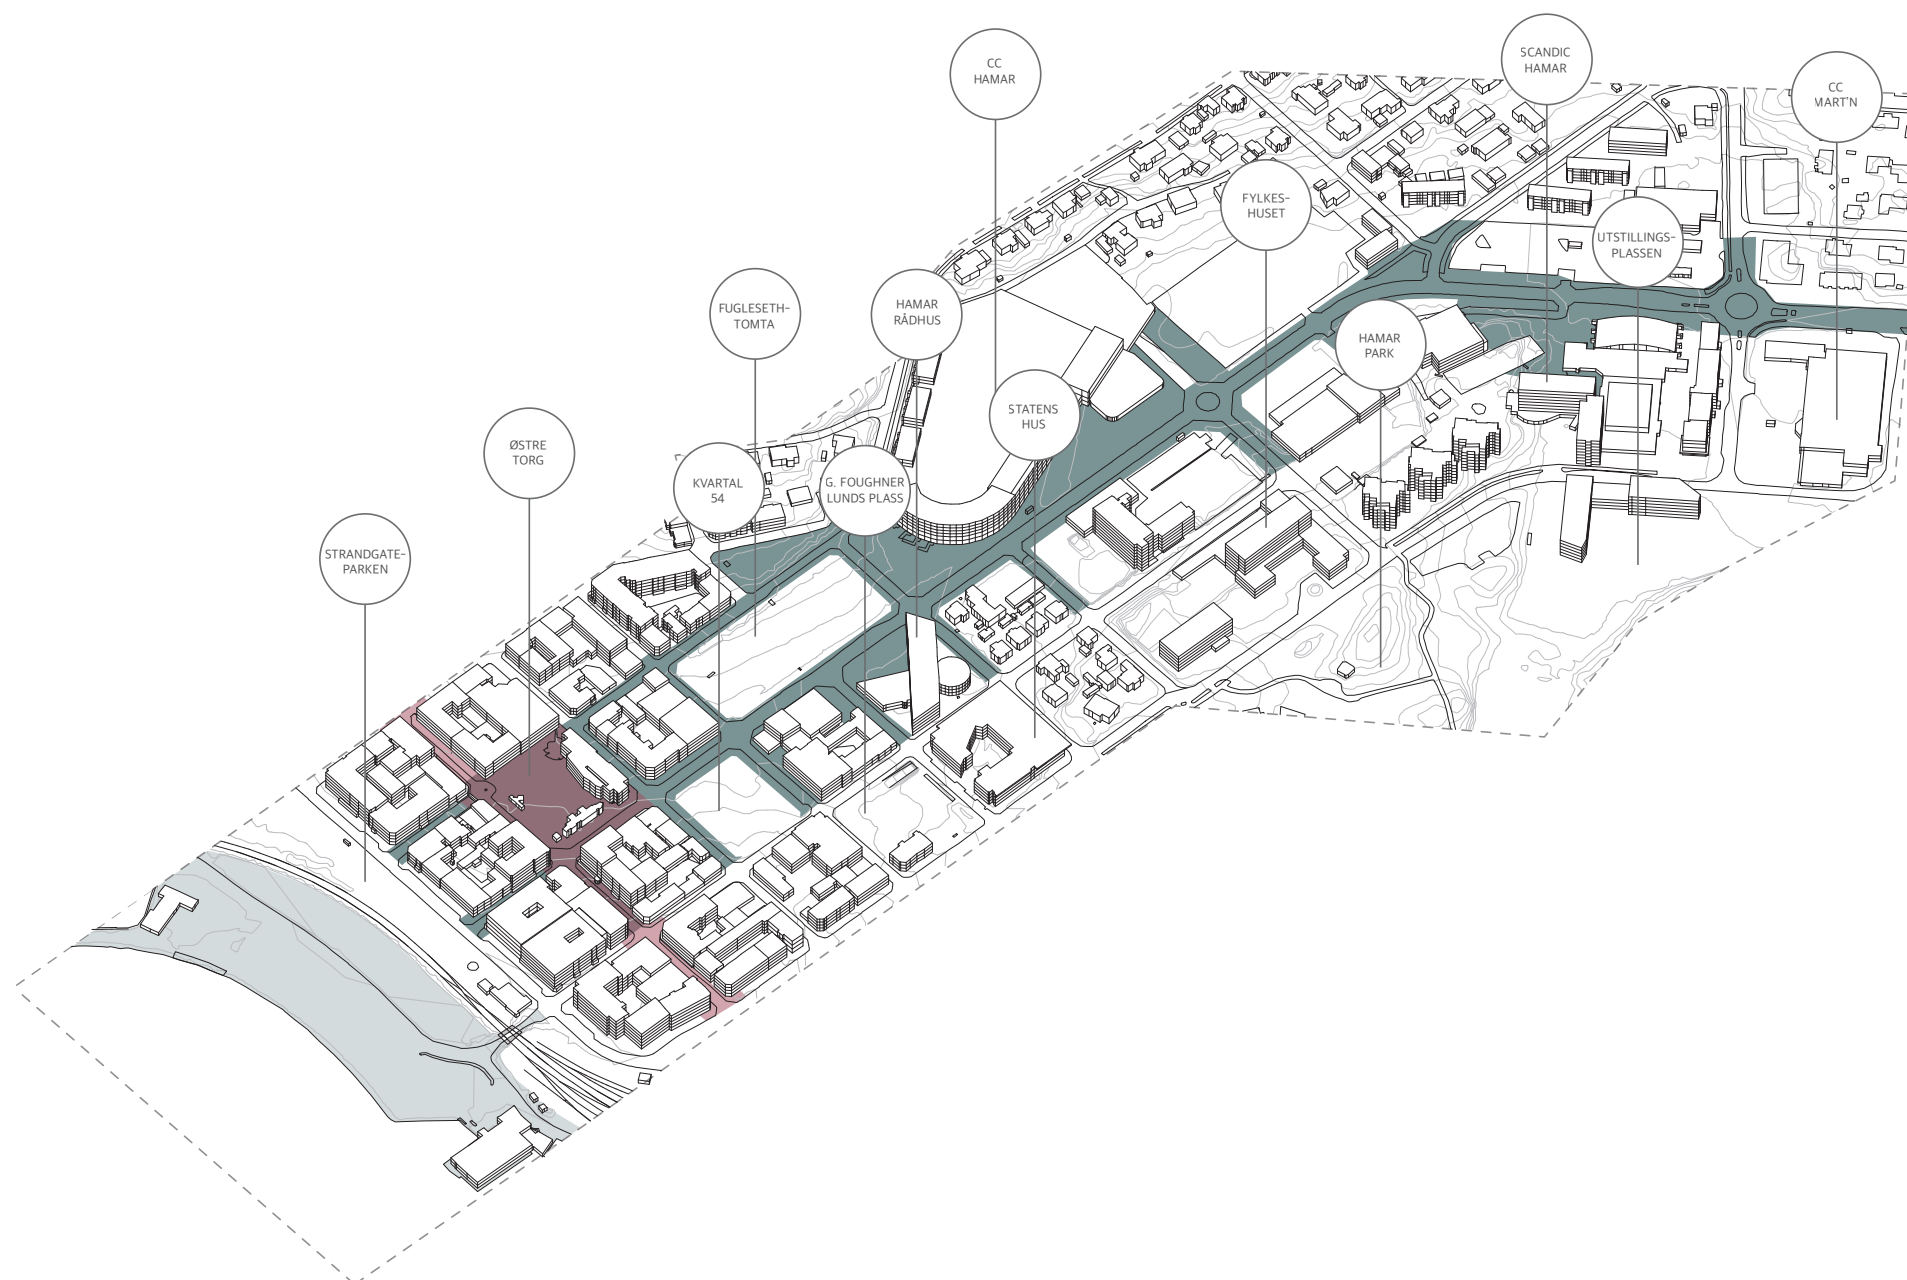 CC
HAMAR
SCANDIC
HAMAR
CC
MART'N
FYLKES-
HUSET
UTSTILLINGS-
PLASSEN
FUGLESETH-
TOMTA
HAMAR
RÅDHUS
HAMAR
PARK
STATENS
HUS
ØSTRE
TORG
KVARTAL
54
G. FOUGHNER
LUNDS PLASS
STRANDGATE-
PARKEN